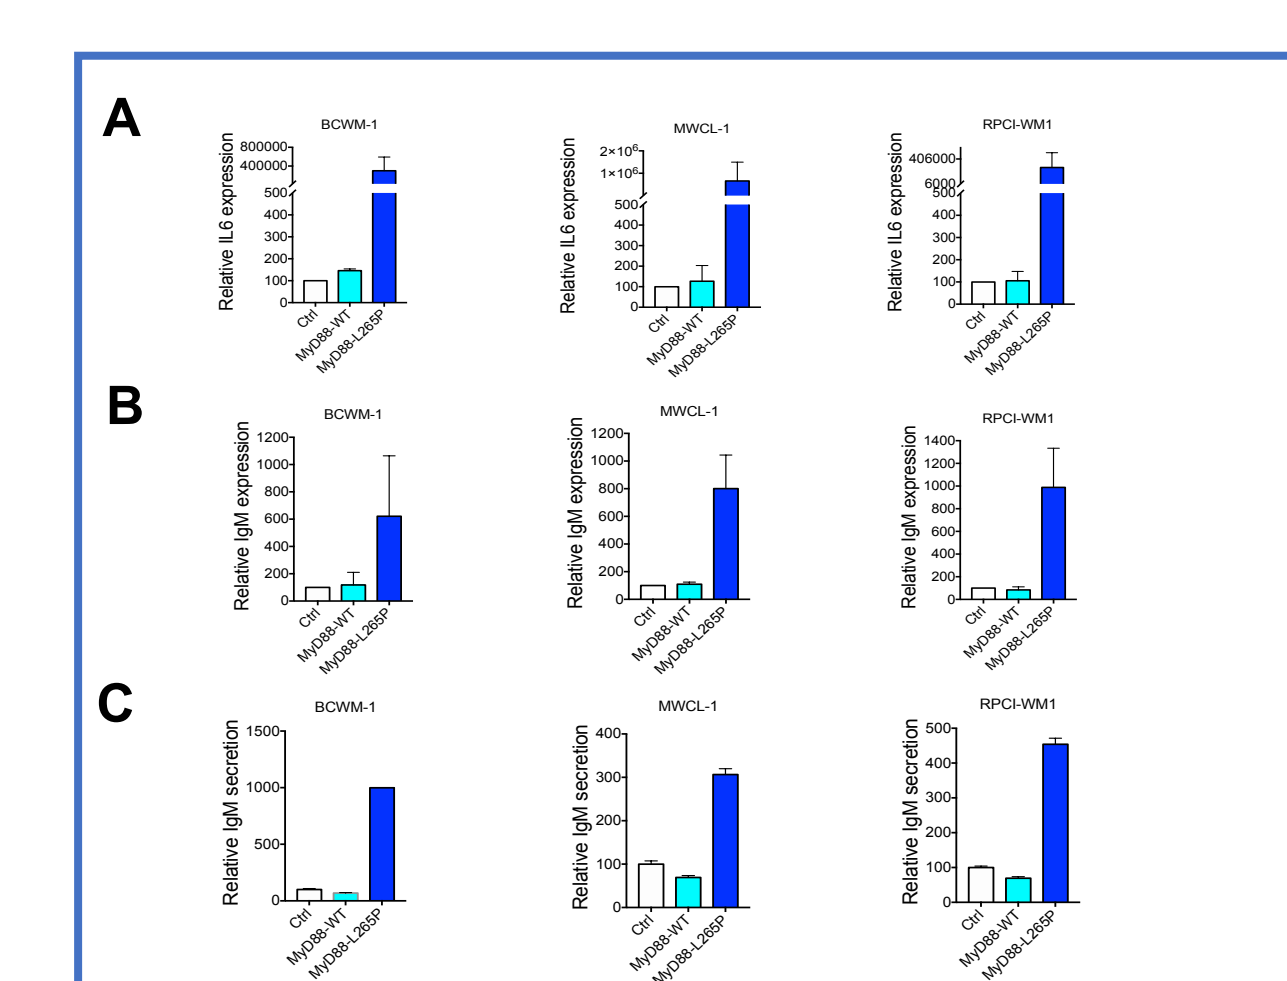 A
BCWM-1
Relative IL6 expression
800000
400000
500
400
300
200
100
0
Ctrl
MyD88-WT
MyD88-L265P
MWCL-1
Relative IL6 expression
2×10⁶
1×10⁶
500
400
300
200
100
0
Ctrl
MyD88-WT
MyD88-L265P
RPCI-WM1
Relative IL6 expression
406000
6000
500
400
300
200
100
0
Ctrl
MyD88-WT
MyD88-L265P
B
BCWM-1
Relative IgM expression
1200
1000
800
600
400
200
0
Ctrl
MyD88-WT
MyD88-L265P
MWCL-1
Relative IgM expression
1200
1000
800
600
400
200
0
Ctrl
MyD88-WT
MyD88-L265P
RPCI-WM1
Relative IgM expression
1400
1200
1000
800
600
400
200
0
Ctrl
MyD88-WT
MyD88-L265P
C
BCWM-1
Relative IgM secretion
1500
1000
500
0
Ctrl
MyD88-WT
MyD88-L265P
MWCL-1
Relative IgM secretion
400
300
200
100
0
Ctrl
MyD88-WT
MyD88-L265P
RPCI-WM1
Relative IgM secretion
500
400
300
200
100
0
Ctrl
MyD88-WT
MyD88-L265P